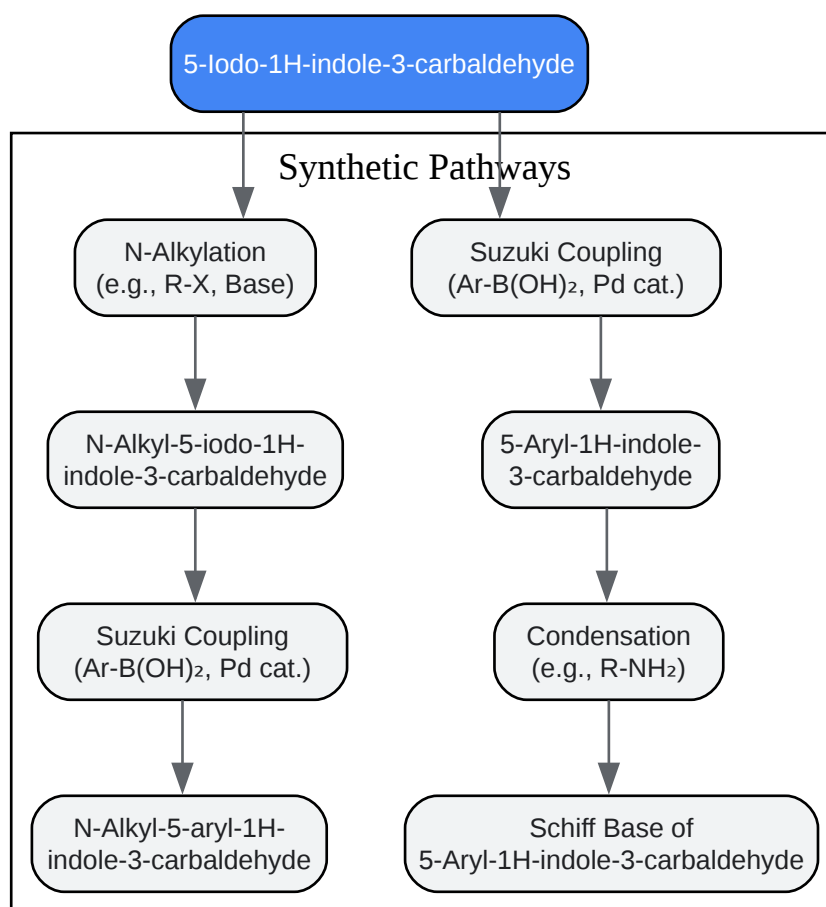 5-Iodo-1H-indole-3-carbaldehyde
Synthetic Pathways
N-Alkylation
(e.g., R-X, Base)
Suzuki Coupling
(Ar-B(OH)₂, Pd cat.)
N-Alkyl-5-iodo-1H-
indole-3-carbaldehyde
5-Aryl-1H-indole-
3-carbaldehyde
Suzuki Coupling
(Ar-B(OH)₂, Pd cat.)
Condensation
(e.g., R-NH₂)
N-Alkyl-5-aryl-1H-
indole-3-carbaldehyde
Schiff Base of
5-Aryl-1H-indole-3-carbaldehyde